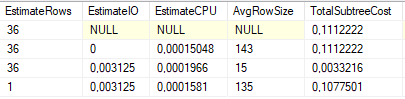 EstimateRows EstimateIO EstimateCPU AvgRowSize TotalSubtreeCost
36 NULL NULL NULL 0,1112222
36 0 0,00015048 143 0,1112222
36 0,003125 0,0001966 15 0,0033216
1 0,003125 0,0001581 135 0,1077501